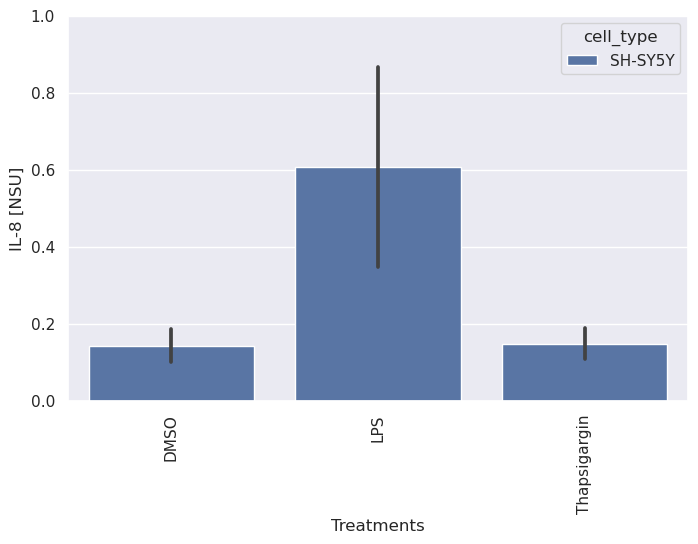 1.0
0.8
0.6
0.4
0.2
0.0
IL-8 [NSU]
cell_type
SH-SY5Y
DMSO
LPS
Thapsigargin
Treatments